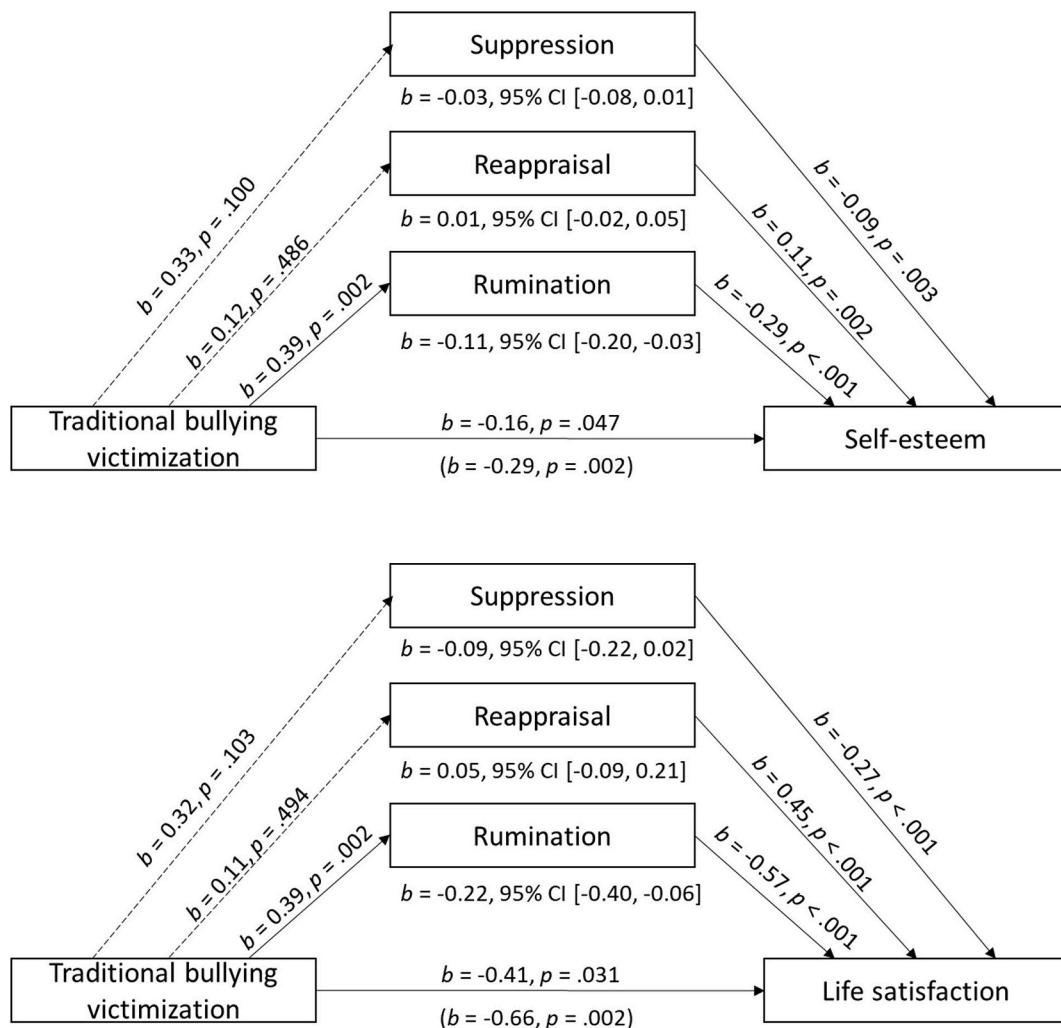 Suppression
b = -0.03, 95% CI [-0.08, 0.01]
Reappraisal
b = 0.01, 95% CI [-0.02, 0.05]
Rumination
b = -0.11, 95% CI [-0.20, -0.03]
b = 0.33, p = .100
b = 0.12, p = .486
b = 0.39, p = .002
b = -0.09, p = .003
b = 0.11, p = .002
b = -0.29, p < .001
Traditional bullying
victimization
b = -0.16, p = .047
(b = -0.29, p = .002)
Self-esteem
Suppression
b = -0.09, 95% CI [-0.22, 0.02]
Reappraisal
b = 0.05, 95% CI [-0.09, 0.21]
Rumination
b = -0.22, 95% CI [-0.40, -0.06]
b = 0.32, p = .103
b = 0.11, p = .494
b = 0.39, p = .002
b = -0.27, p < .001
b = 0.45, p < .001
b = -0.57, p < .001
Traditional bullying
victimization
b = -0.41, p = .031
(b = -0.66, p = .002)
Life satisfaction